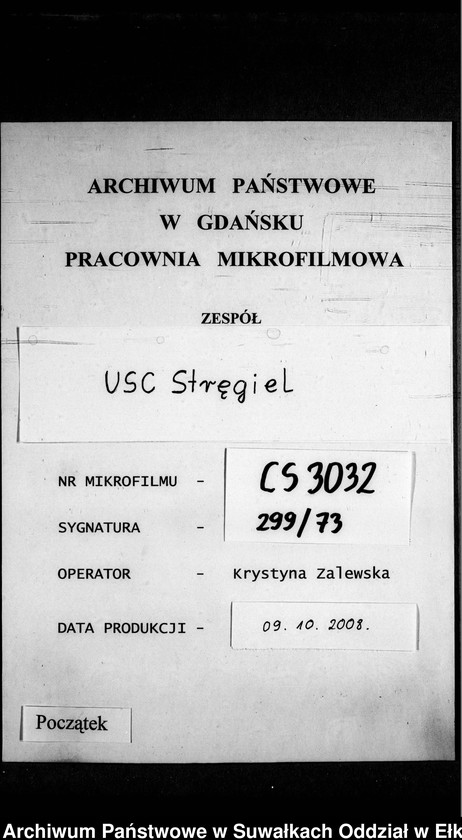 ARCHIWUM PAŃSTWOWE
W GDAŃSKU
PRACOWNIA MIKROFILMOWA
ZESPÓŁ
USC Stręgiel
NR MIKROFILMU - CS 3032
SYGNATURA - 299/73
OPERATOR - Krystyna Zalewska
DATA PRODUKCJI - 09. 10. 2008.
Początek
Archiwum Państwowe w Suwałkach Oddział w Ełk